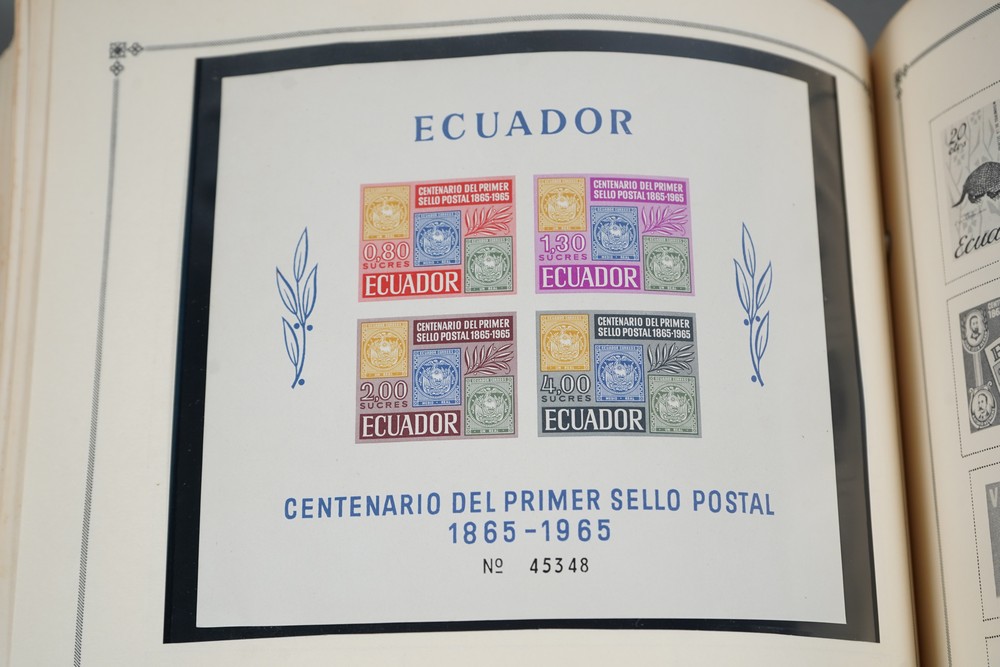 ECUADOR
CENTENARIO DEL PRIMER
SELLO POSTAL 1865-1965
0,80
SUCRES
ECUADOR
CENTENARIO DEL PRIMER
SELLO POSTAL 1865-1965
1,30
SUCRES
ECUADOR
CENTENARIO DEL PRIMER
SELLO POSTAL 1865-1965
2,00
SUCRES
ECUADOR
CENTENARIO DEL PRIMER
SELLO POSTAL 1865-1965
4,00
SUCRES
ECUADOR
CENTENARIO DEL PRIMER SELLO POSTAL
1865-1965
Nº 45348
20